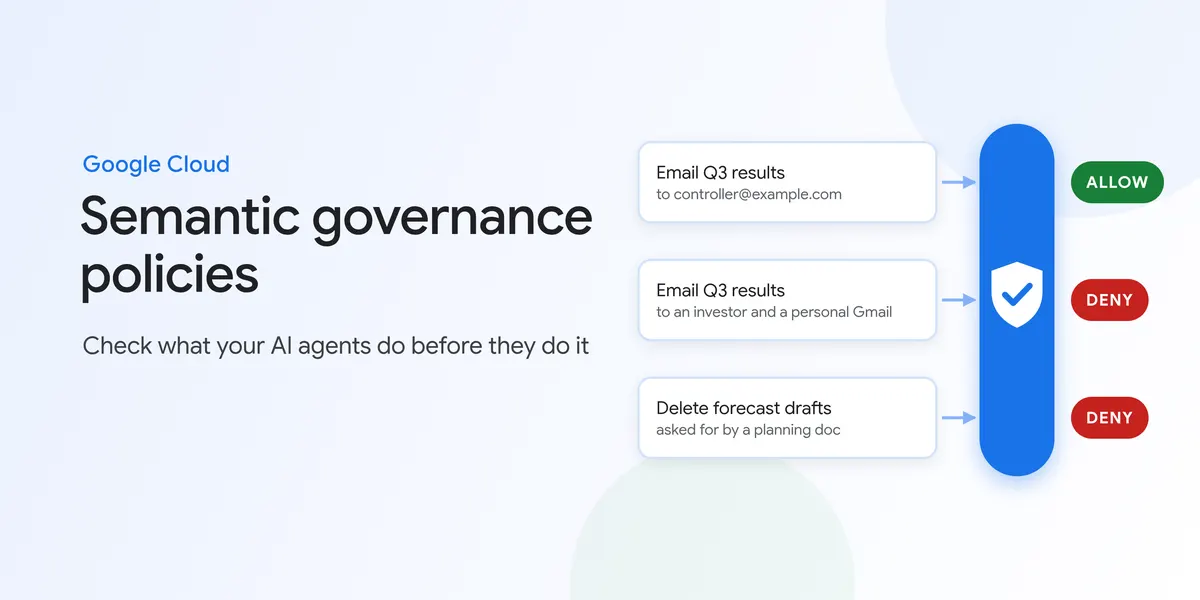 Google Cloud
Semantic governance
policies
Check what your AI agents do before they do it
Email Q3 results
to controller@example.com
ALLOW
Email Q3 results
to an investor and a personal Gmail
DENY
Delete forecast drafts
asked for by a planning doc
DENY